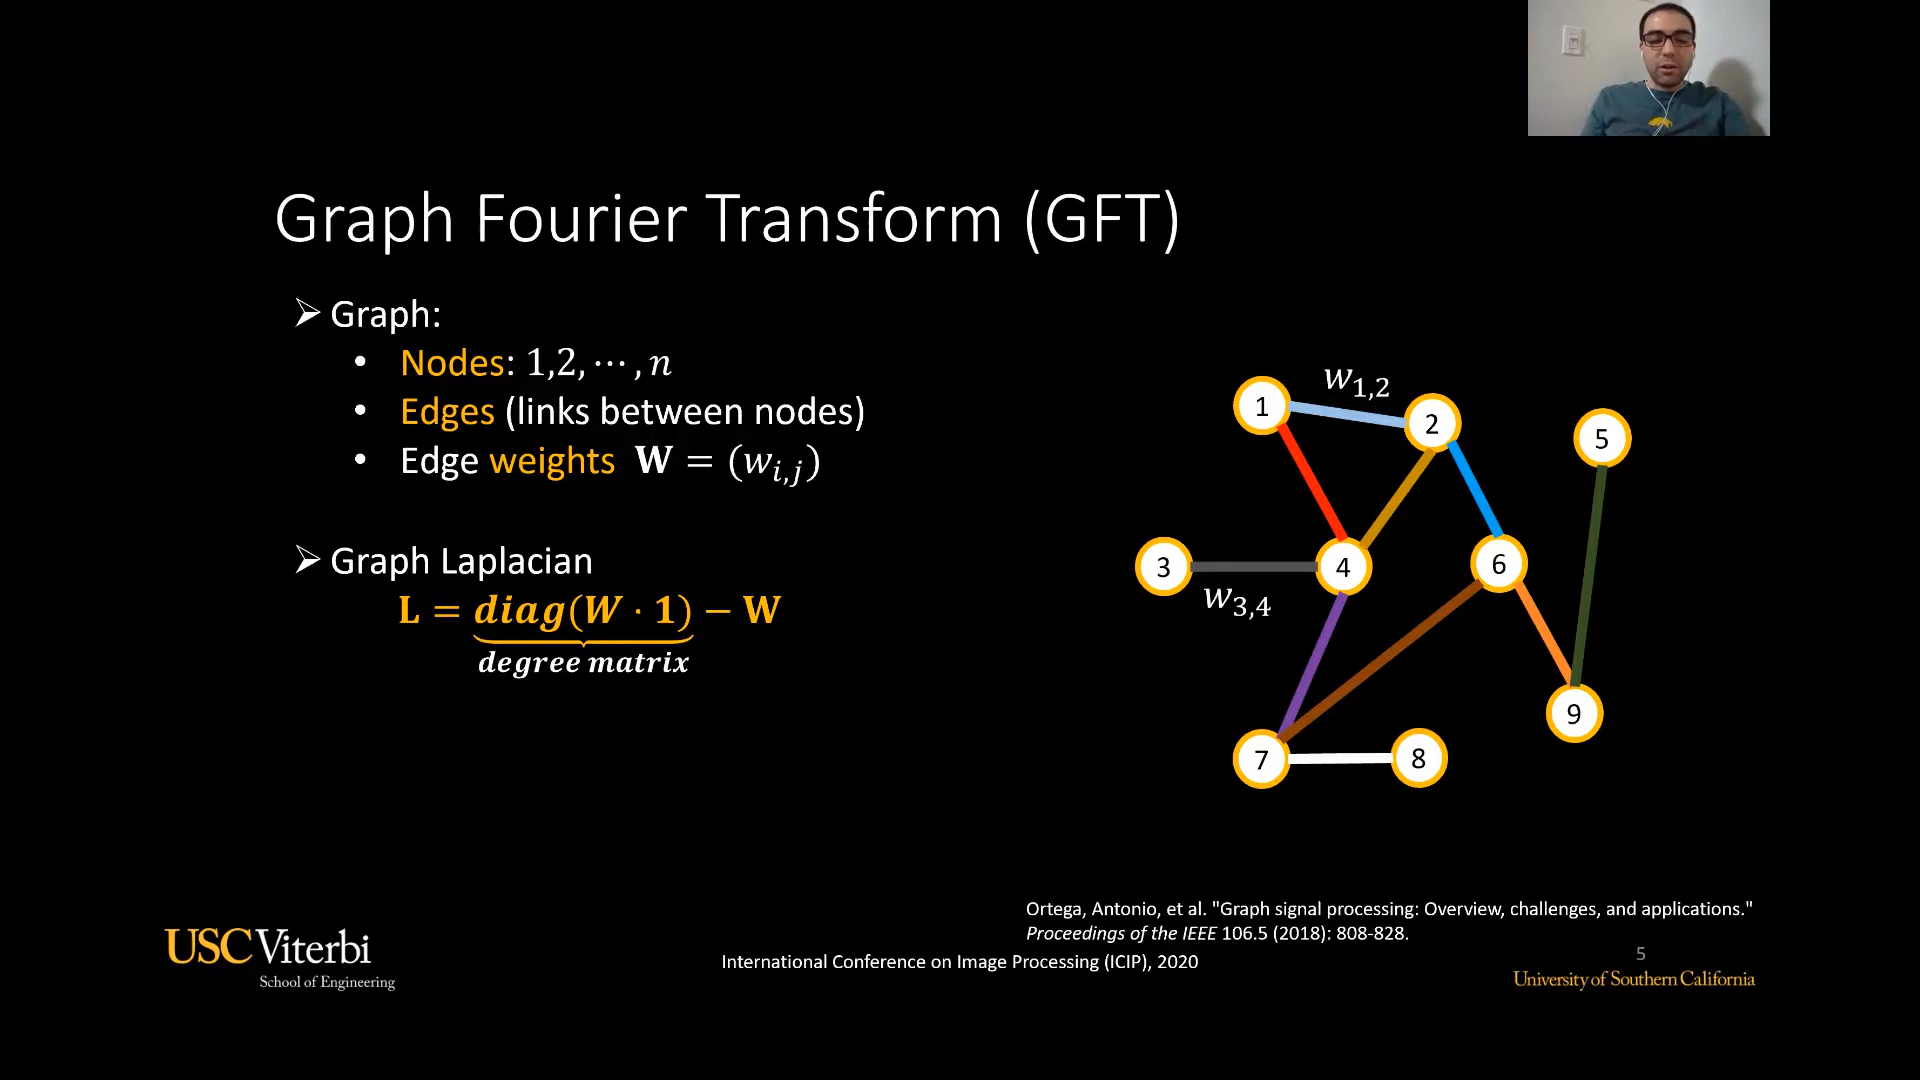 Graph Fourier Transform (GFT)
➢ Graph:
• Nodes: 1,2, ⋯ , n
• Edges (links between nodes)
• Edge weights W = (w_{i,j})
➢ Graph Laplacian
L = diag(W · 1) − W
degree matrix
w_{1,2}
1
2
5
3
4
6
w_{3,4}
9
7
8
Ortega, Antonio, et al. "Graph signal processing: Overview, challenges, and applications."
Proceedings of the IEEE 106.5 (2018): 808-828.
USC Viterbi
School of Engineering
International Conference on Image Processing (ICIP), 2020
5
University of Southern California